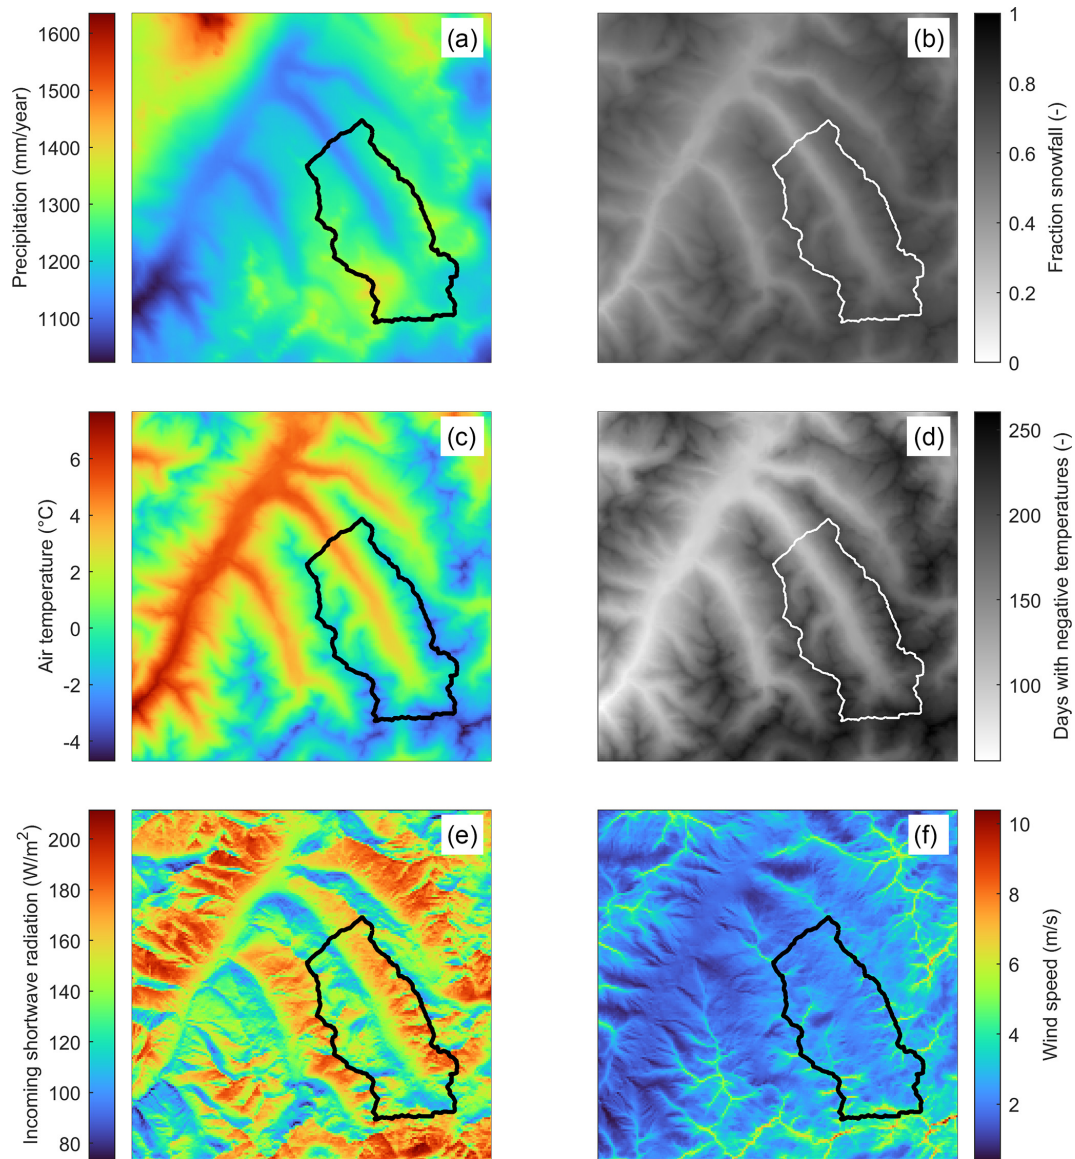 (a)
1600
1500
1400
1300
1200
1100
Precipitation (mm/year)
(b)
1
0.8
0.6
0.4
0.2
0
Fraction snowfall (-)
(c)
6
4
2
0
-2
-4
Air temperature (°C)
(d)
250
200
150
100
Days with negative temperatures (-)
(e)
200
180
160
140
120
100
80
Incoming shortwave radiation (W/m²)
(f)
10
8
6
4
2
Wind speed (m/s)